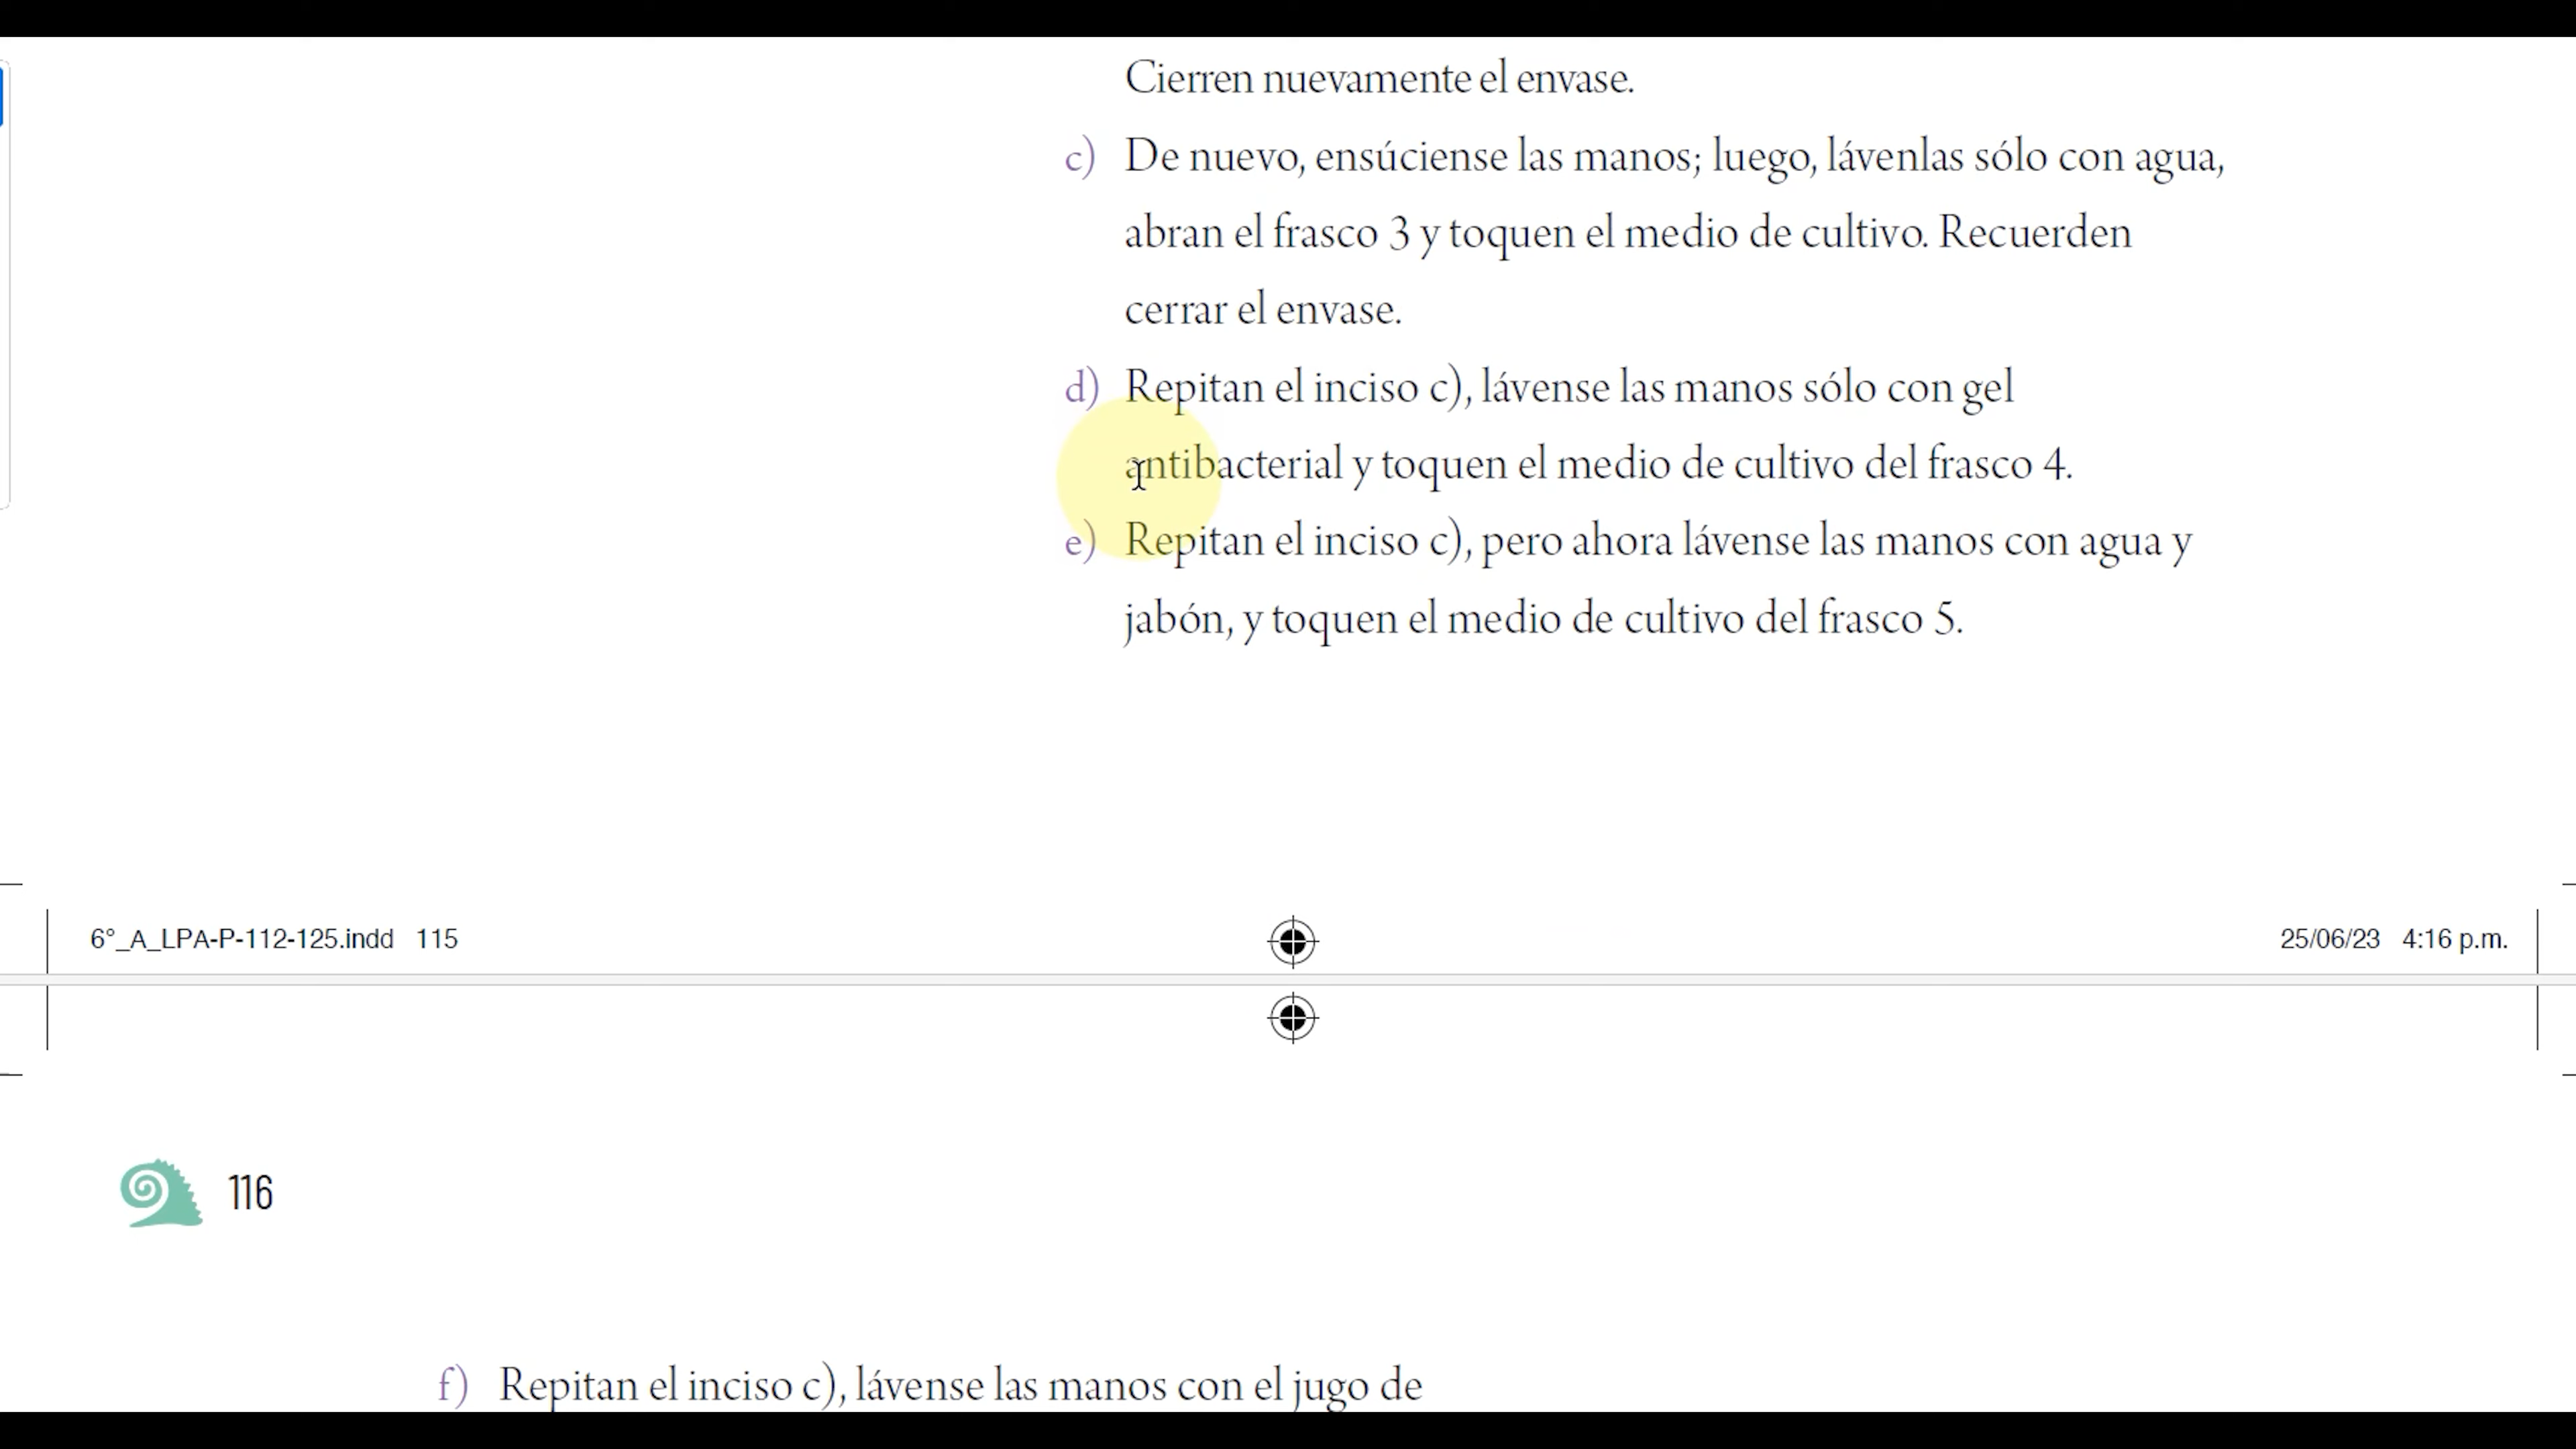 Cierren nuevamente el envase.
c) De nuevo, ensúciense las manos; luego, lávenlas sólo con agua,
abran el frasco 3 y toquen el medio de cultivo. Recuerden
cerrar el envase.
d) Repitan el inciso c), lávense las manos sólo con gel
antibacterial y toquen el medio de cultivo del frasco 4.
e) Repitan el inciso c), pero ahora lávense las manos con agua y
jabón, y toquen el medio de cultivo del frasco 5.
6°_A_LPA-P-112-125.indd 115 25/06/23 4:16 p.m.
116
f) Repitan el inciso c), lávense las manos con el jugo de